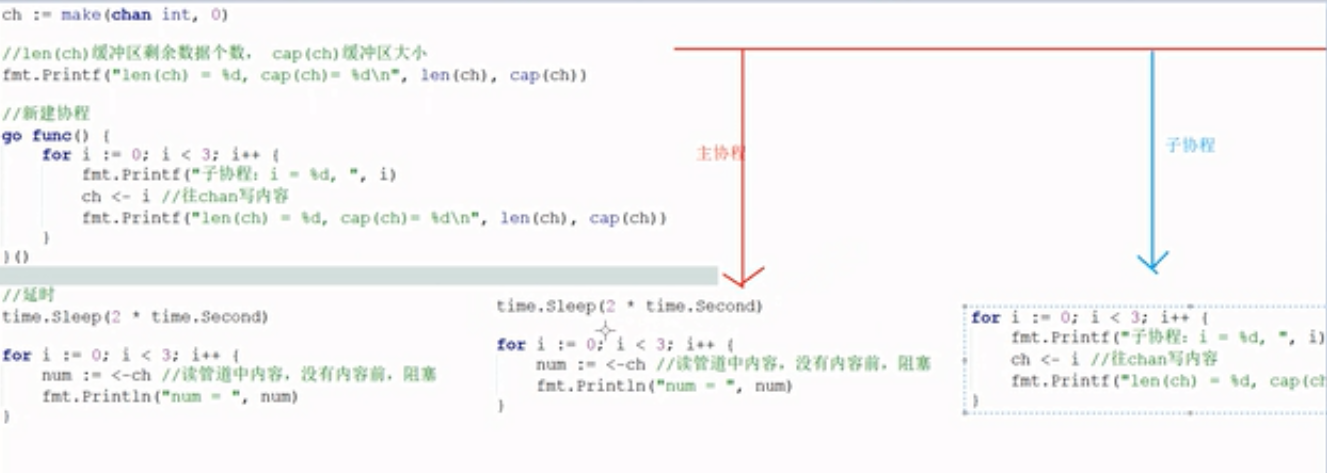 ch := make(chan int, 0)
//len(ch)缓冲区剩余数据个数， cap(ch)缓冲区大小
fmt.Printf("len(ch) = %d, cap(ch)= %d\n", len(ch), cap(ch))
//新建协程
go func() {
for i := 0; i < 3; i++ {
fmt.Printf("子协程：i = %d, ", i)
ch <- i //往chan写内容
fmt.Printf("len(ch) = %d, cap(ch)= %d\n", len(ch), cap(ch))
}
}()
//延时
time.Sleep(2 * time.Second)
for i := 0; i < 3; i++ {
num := <-ch //读管道中内容，没有内容前，阻塞
fmt.Println("num = ", num)
}
主协程
time.Sleep(2 * time.Second)
for i := 0; i < 3; i++ {
num := <-ch //读管道中内容，没有内容前，阻塞
fmt.Println("num = ", num)
}
子协程
for i := 0; i < 3; i++ {
fmt.Printf("子协程：i = %d, ", i)
ch <- i //往chan写内容
fmt.Printf("len(ch) = %d, cap(ch
}